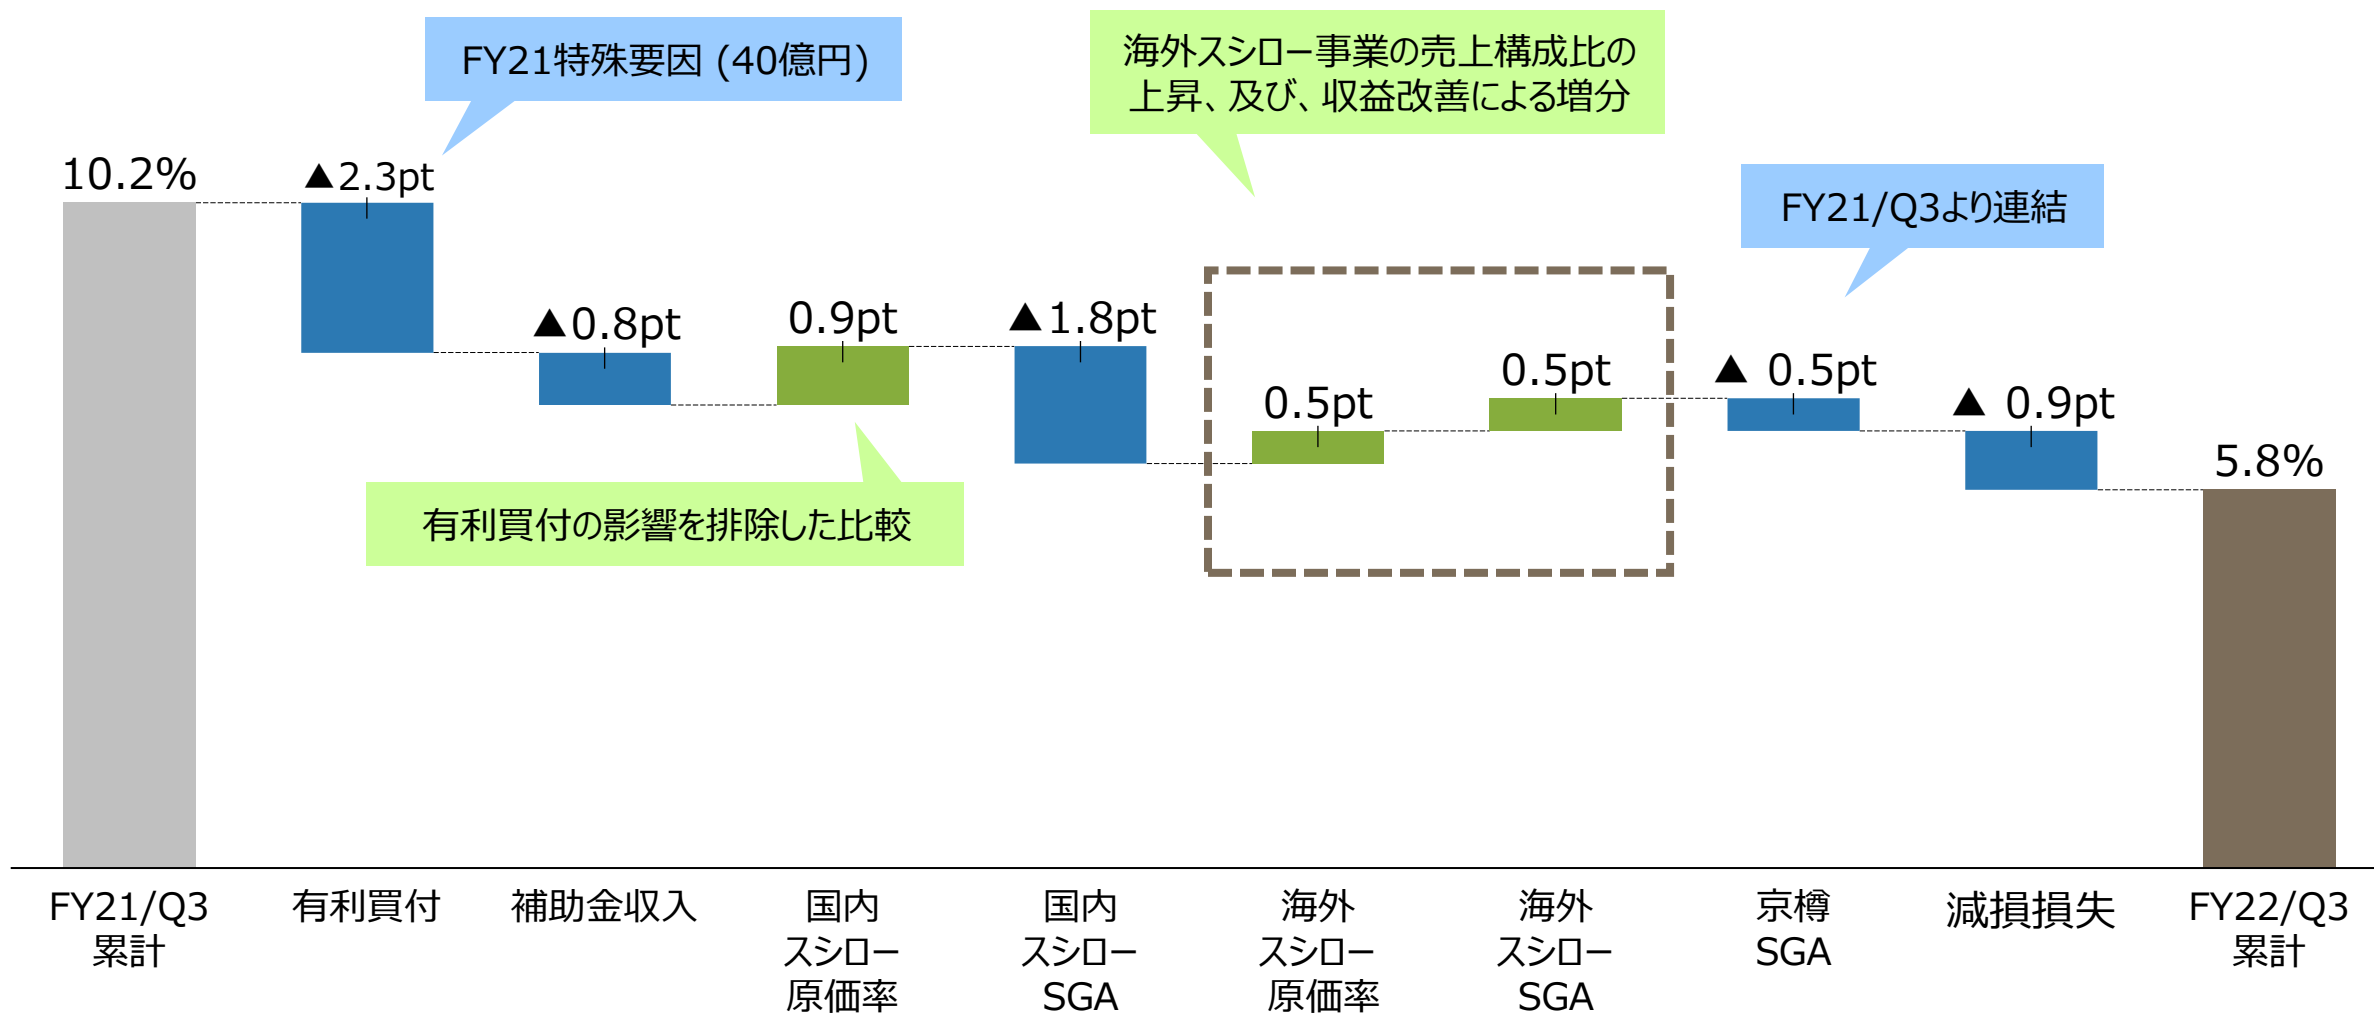 FY21特殊要因 (40億円)
海外スシロー事業の売上構成比の
上昇、及び、収益改善による増分
FY21/Q3より連結
有利買付の影響を排除した比較
10.2%
▲2.3pt
▲0.8pt
0.9pt
▲1.8pt
0.5pt
0.5pt
▲ 0.5pt
▲ 0.9pt
5.8%
FY21/Q3
累計
有利買付
補助金収入
国内
スシロー
原価率
国内
スシロー
SGA
海外
スシロー
原価率
海外
スシロー
SGA
京樽
SGA
減損損失
FY22/Q3
累計